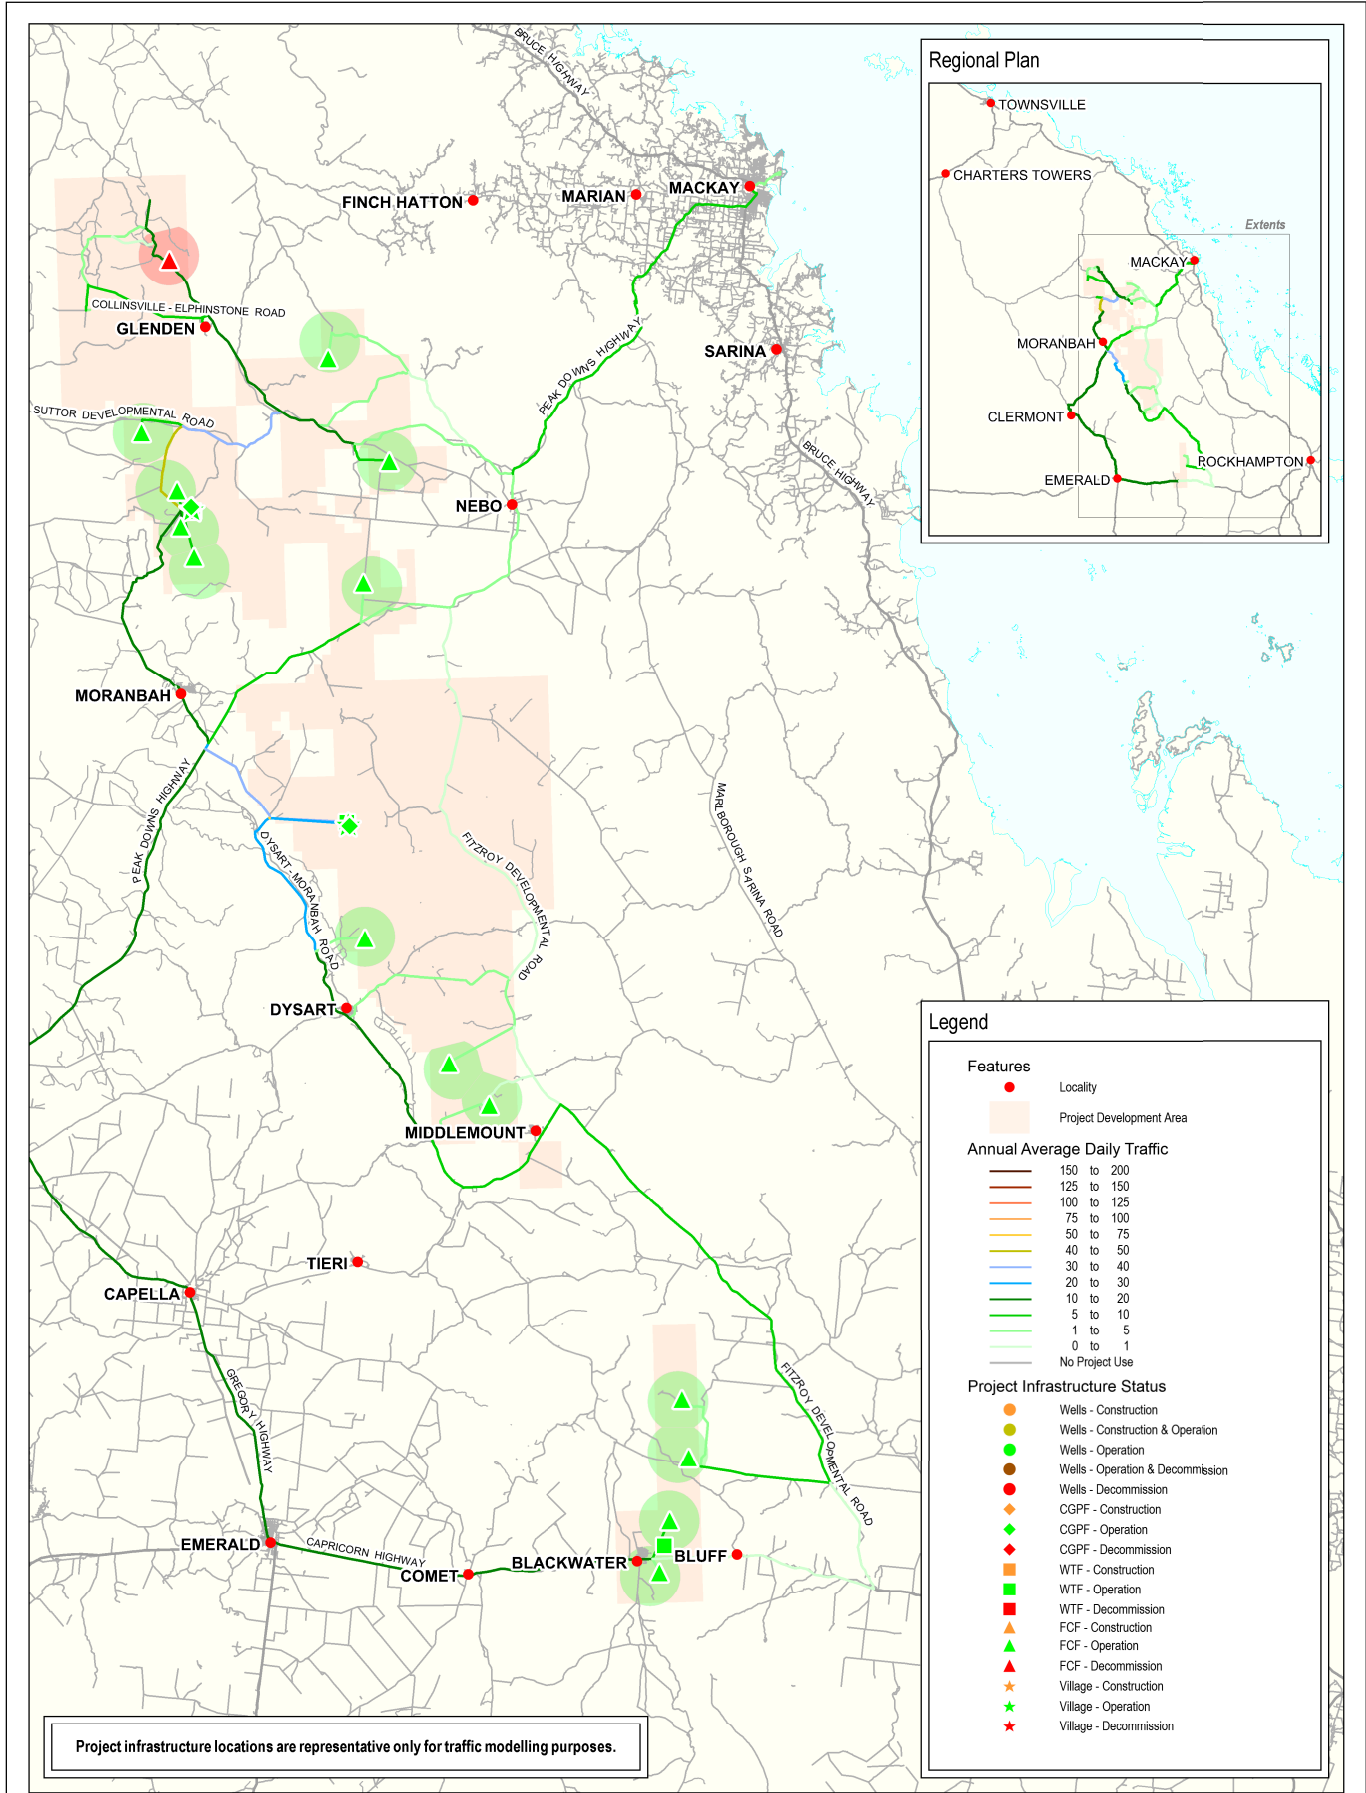 BRUCE HIGHWAY
FINCH HATTON
MARIAN
MACKAY
COLLINSVILLE - ELPHINSTONE ROAD
GLENDEN
PEAK DOWNS HIGHWAY
SARINA
SUTTOR DEVELOPMENTAL ROAD
BRUCE HIGHWAY
NEBO
MORANBAH
PEAK DOWNS HIGHWAY
DYSART - MORANBAH ROAD
FITZROY DEVELOPMENTAL ROAD
MARLBOROUGH SARINA ROAD
DYSART
MIDDLEMOUNT
TIERI
CAPELLA
GREGORY HIGHWAY
FITZROY DEVELOPMENTAL ROAD
EMERALD
CAPRICORN HIGHWAY
COMET
BLACKWATER
BLUFF
Project infrastructure locations are representative only for traffic modelling purposes.
Regional Plan
TOWNSVILLE
CHARTERS TOWERS
Extents
MACKAY
MORANBAH
CLERMONT
ROCKHAMPTON
EMERALD
Legend
Features
Locality
Project Development Area
Annual Average Daily Traffic
150 to 200
125 to 150
100 to 125
75 to 100
50 to 75
40 to 50
30 to 40
20 to 30
10 to 20
5 to 10
1 to 5
0 to 1
No Project Use
Project Infrastructure Status
Wells - Construction
Wells - Construction & Operation
Wells - Operation
Wells - Operation & Decommission
Wells - Decommission
CGPF - Construction
CGPF - Operation
CGPF - Decommission
WTF - Construction
WTF - Operation
WTF - Decommission
FCF - Construction
FCF - Operation
FCF - Decommission
Village - Construction
Village - Operation
Village - Decommission